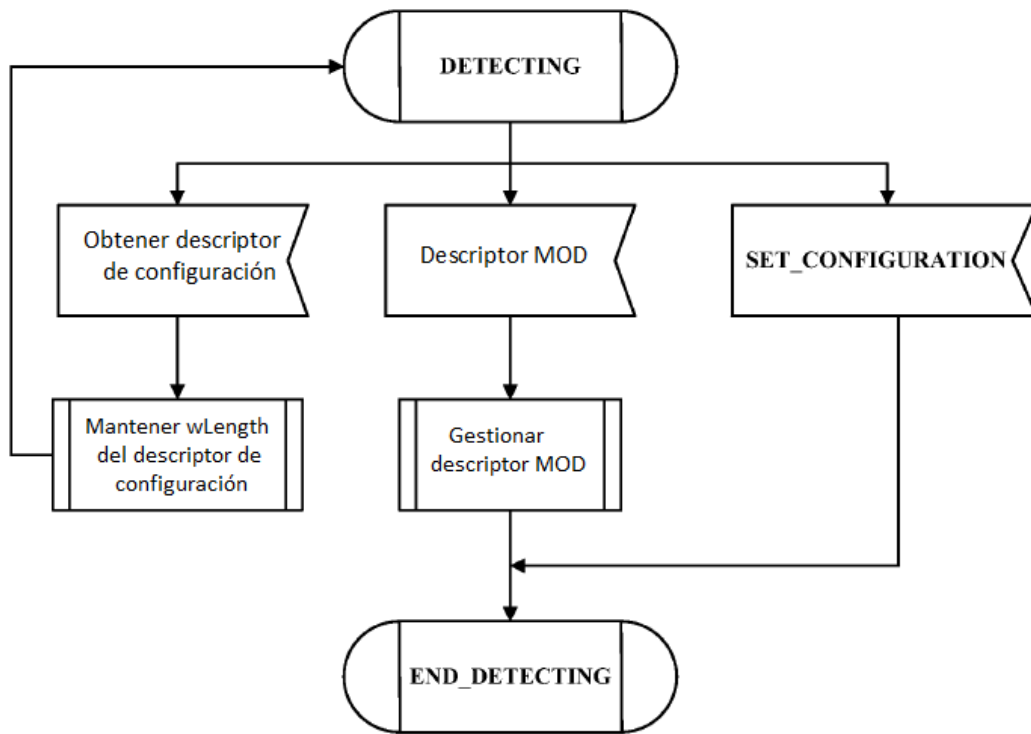 DETECTING
Obtener descriptor
de configuración
Descriptor MOD
SET_CONFIGURATION
Mantener wLength
del descriptor de
configuración
Gestionar
descriptor MOD
END_DETECTING